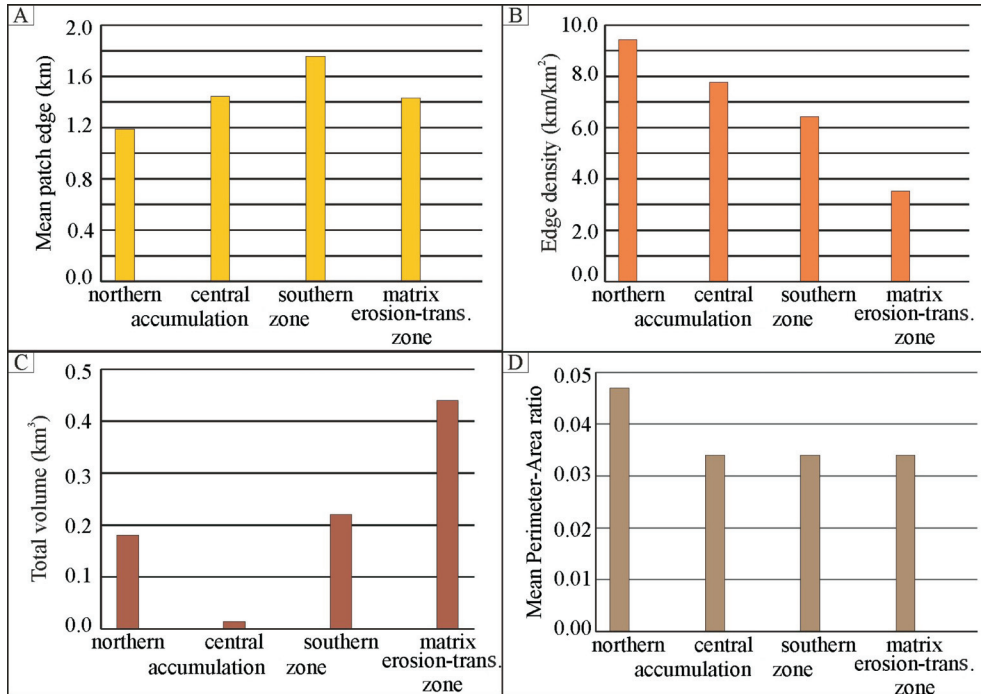 A
Mean patch edge (km)
2.0
1.6
1.2
0.8
0.4
0.0
northern
central
southern
matrix
accumulation
zone
erosion-trans.
zone
B
Edge density (km/km²)
10.0
8.0
6.0
4.0
2.0
0.0
northern
central
southern
matrix
accumulation
zone
erosion-trans.
zone
C
Total volume (km³)
0.5
0.4
0.3
0.2
0.1
0.0
northern
central
southern
matrix
accumulation
zone
erosion-trans.
zone
D
Mean Perimeter-Area ratio
0.05
0.04
0.03
0.02
0.01
0.00
northern
central
southern
matrix
accumulation
zone
erosion-trans.
zone